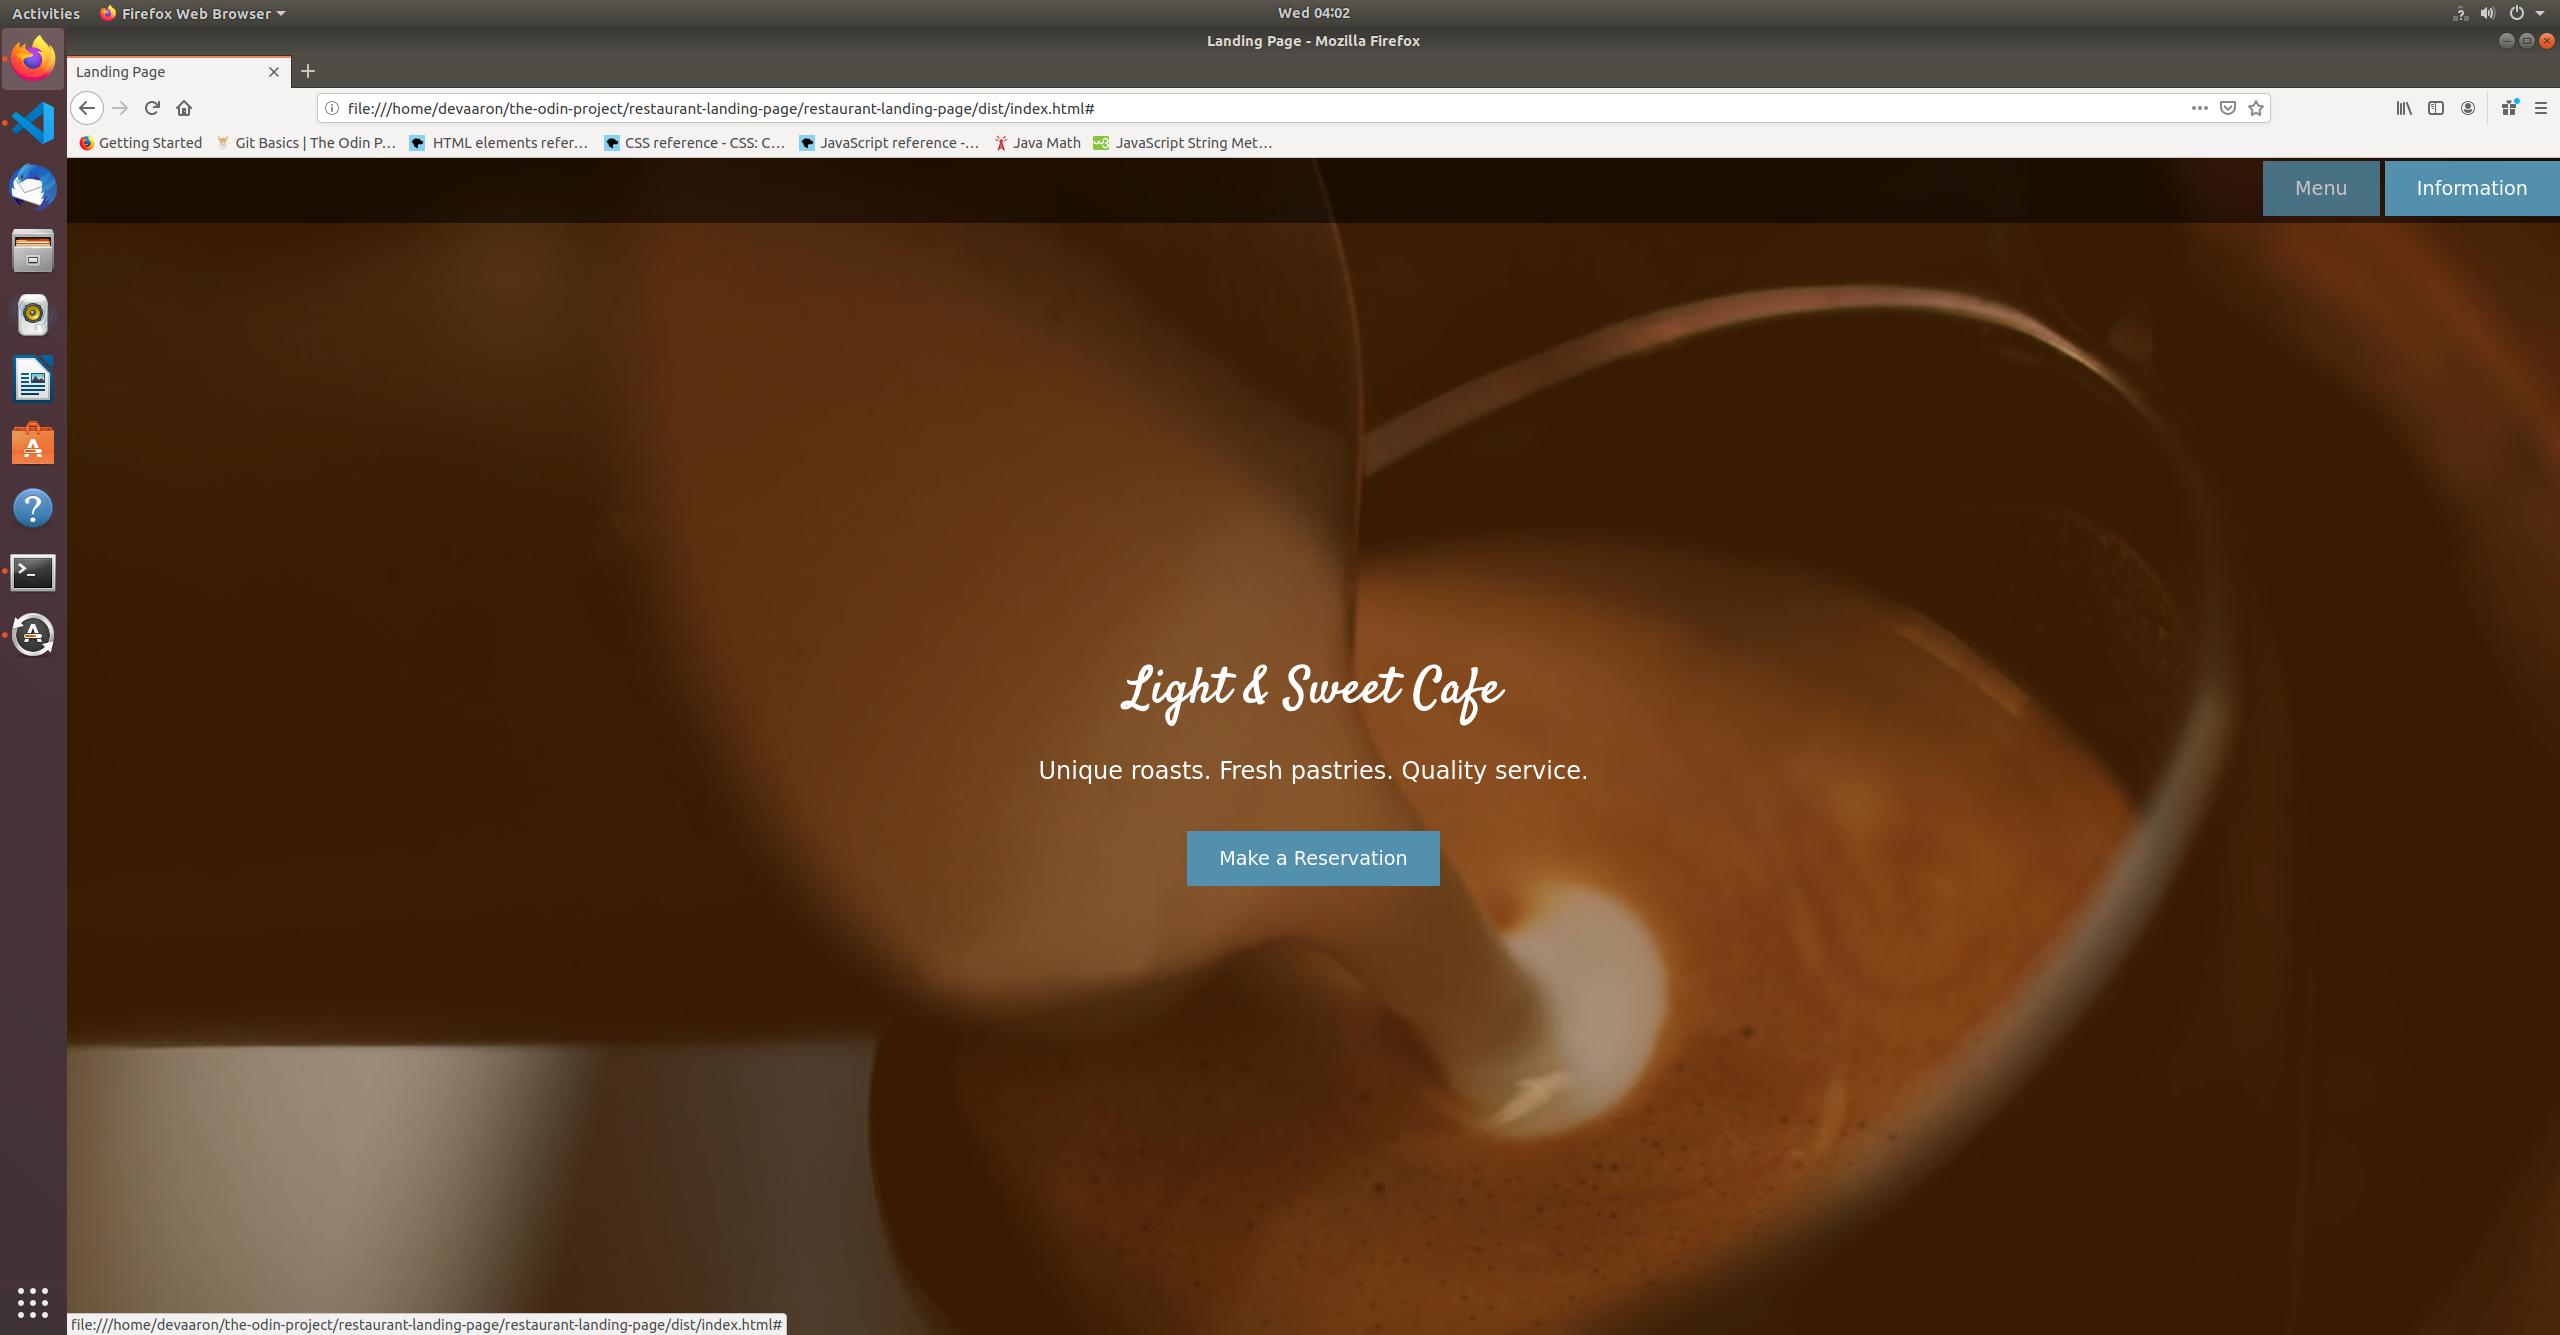 Activities Firefox Web Browser Wed 04:02
Landing Page - Mozilla Firefox
Landing Page
file:///home/devaaron/the-odin-project/restaurant-landing-page/restaurant-landing-page/dist/index.html#
Getting Started Git Basics | The Odin P… HTML elements refer… CSS reference - CSS: C… JavaScript reference -… Java Math JavaScript String Met…
Menu Information
Light & Sweet Cafe
Unique roasts. Fresh pastries. Quality service.
Make a Reservation
file:///home/devaaron/the-odin-project/restaurant-landing-page/restaurant-landing-page/dist/index.html#